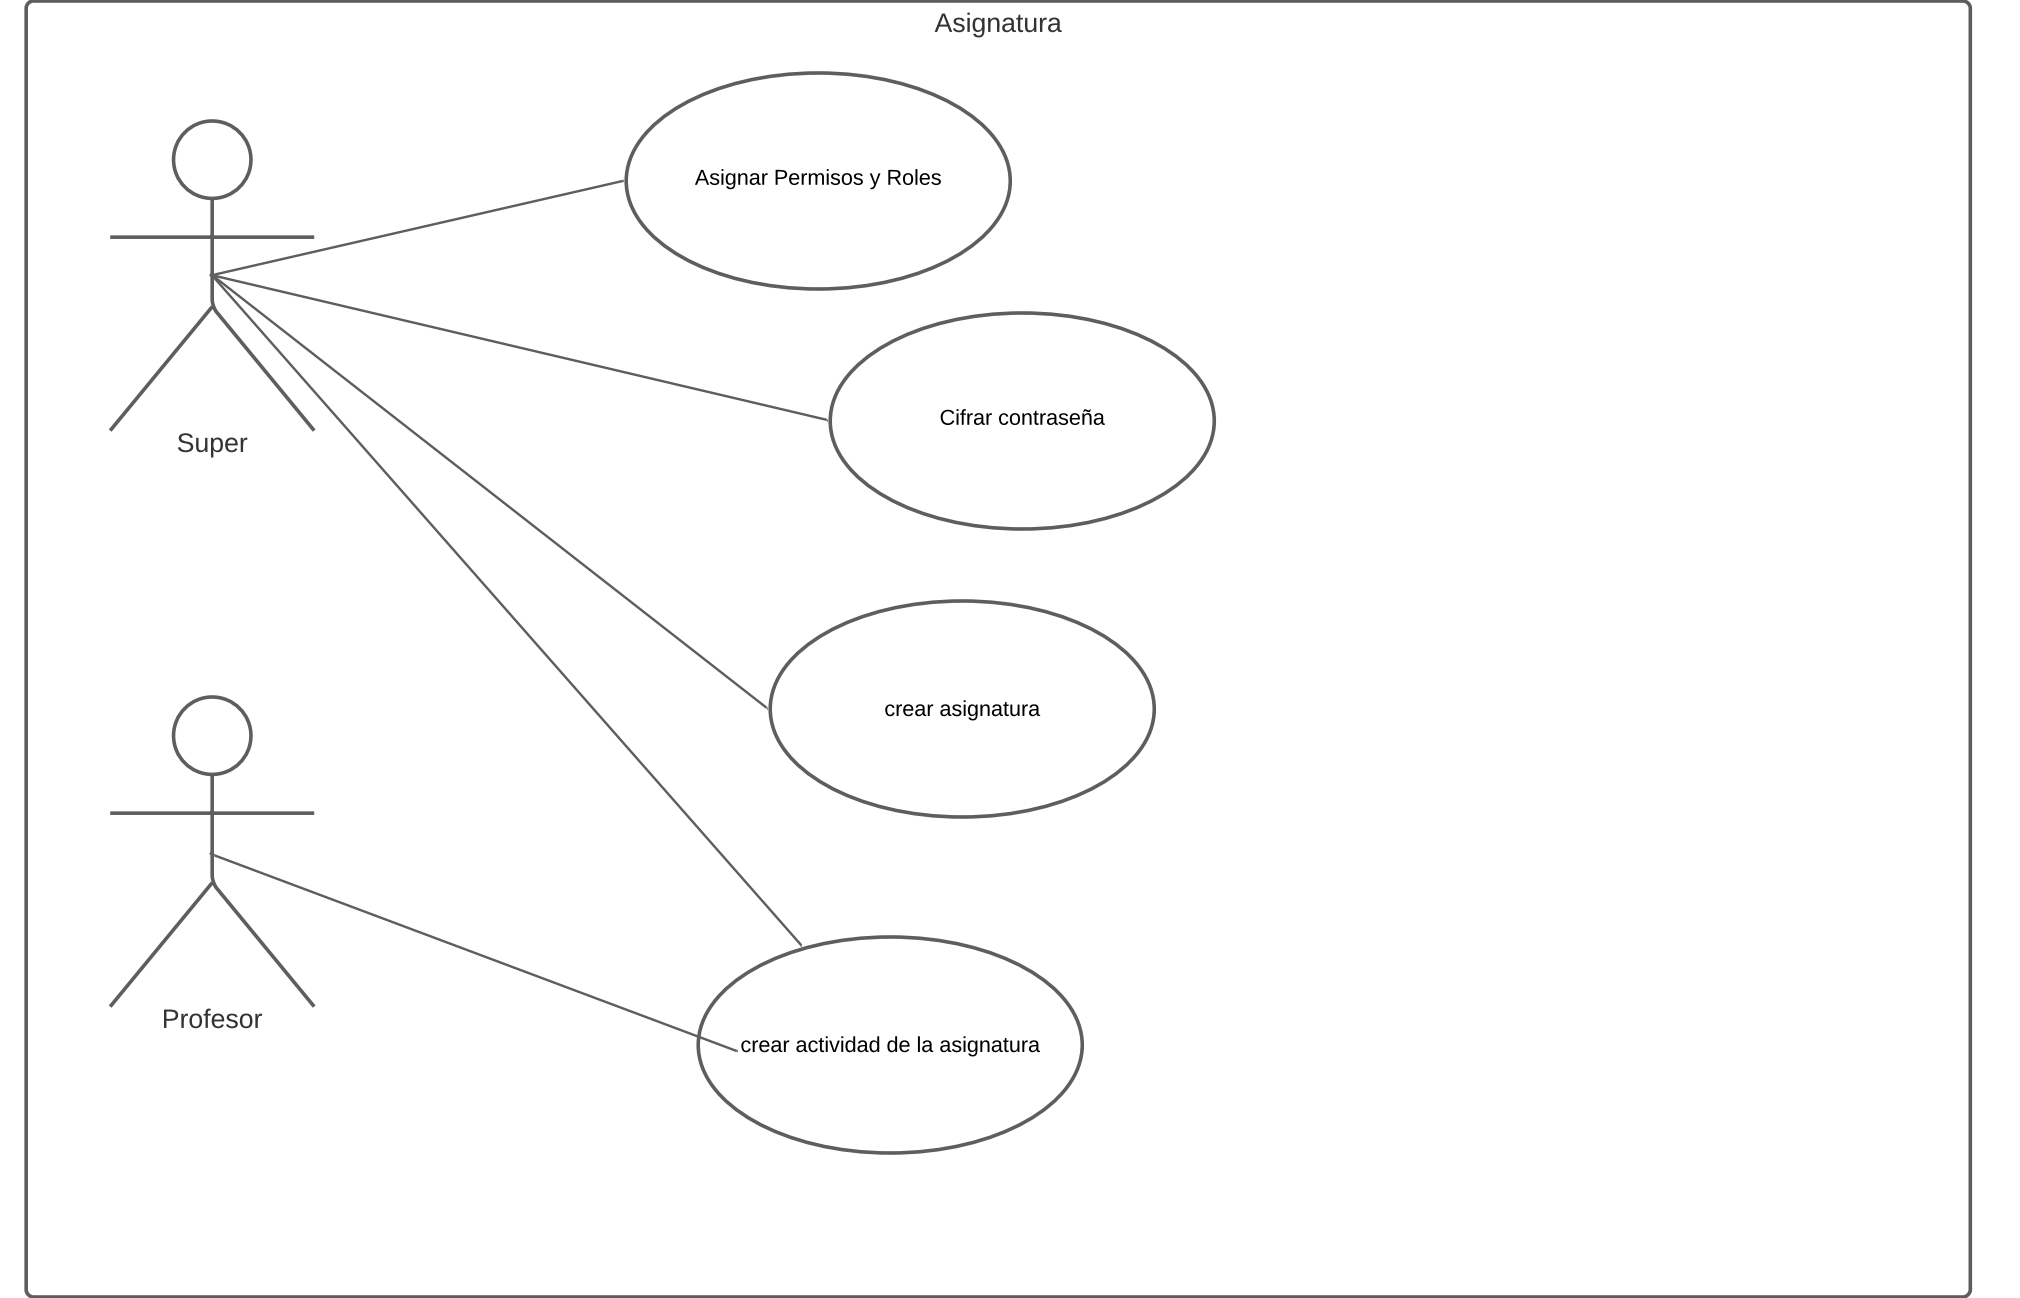 Asignatura
Asignar Permisos y Roles
Cifrar contraseña
Super
crear asignatura
Profesor
crear actividad de la asignatura